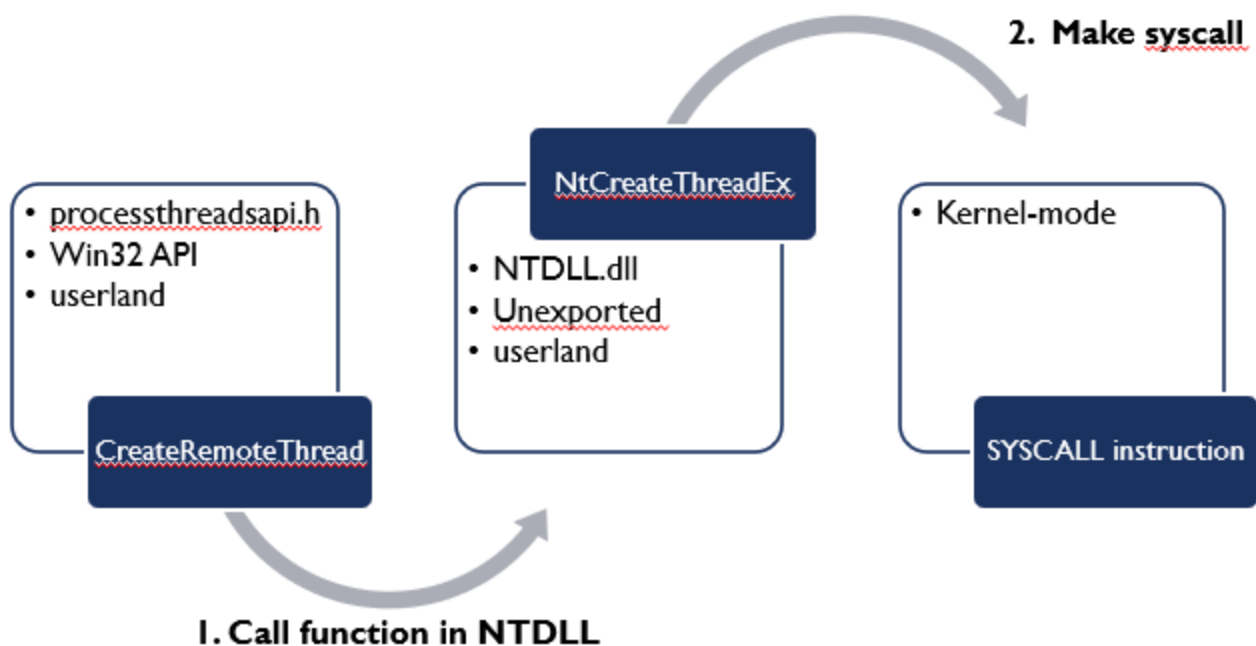 2. Make syscall
• processthreadsapi.h
• Win32 API
• userland
CreateRemoteThread
NtCreateThreadEx
• NTDLL.dll
• Unexported
• userland
• Kernel-mode
SYSCALL instruction
1. Call function in NTDLL